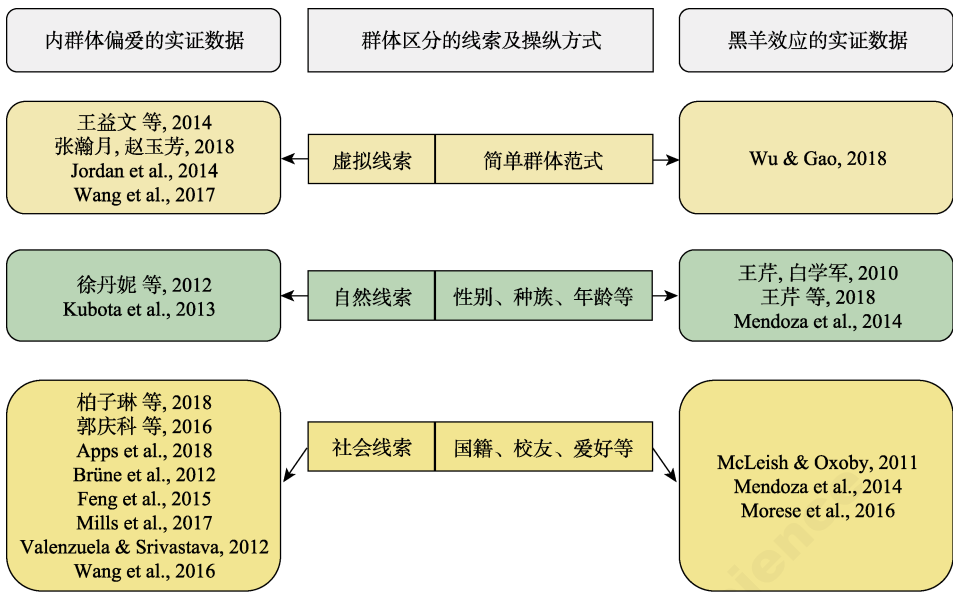 内群体偏爱的实证数据
群体区分的线索及操纵方式
黑羊效应的实证数据
王益文 等, 2014
张瀚月, 赵玉芳, 2018
Jordan et al., 2014
Wang et al., 2017
虚拟线索
简单群体范式
Wu & Gao, 2018
徐丹妮 等, 2012
Kubota et al., 2013
自然线索
性别、种族、年龄等
王芹, 白学军, 2010
王芹 等, 2018
Mendoza et al., 2014
柏子琳 等, 2018
郭庆科 等, 2016
Apps et al., 2018
Brüne et al., 2012
Feng et al., 2015
Mills et al., 2017
Valenzuela & Srivastava, 2012
Wang et al., 2016
社会线索
国籍、校友、爱好等
McLeish & Oxoby, 2011
Mendoza et al., 2014
Morese et al., 2016